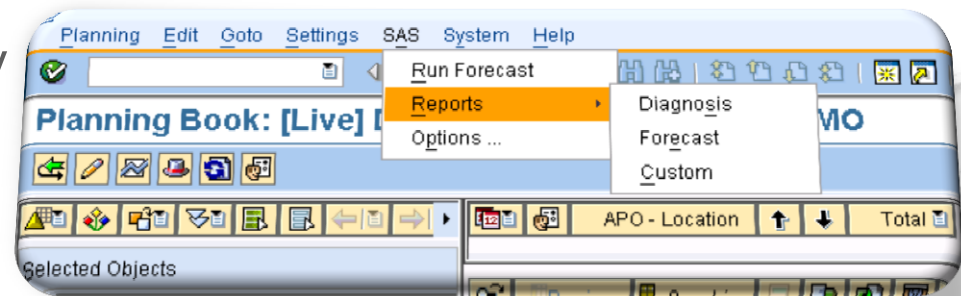 Planning Edit Goto Settings SAS System Help
Run Forecast
Reports Diagnosis
Planning Book: [Live] MO
Options ... Forecast
Custom
APO - Location Total
Selected Objects